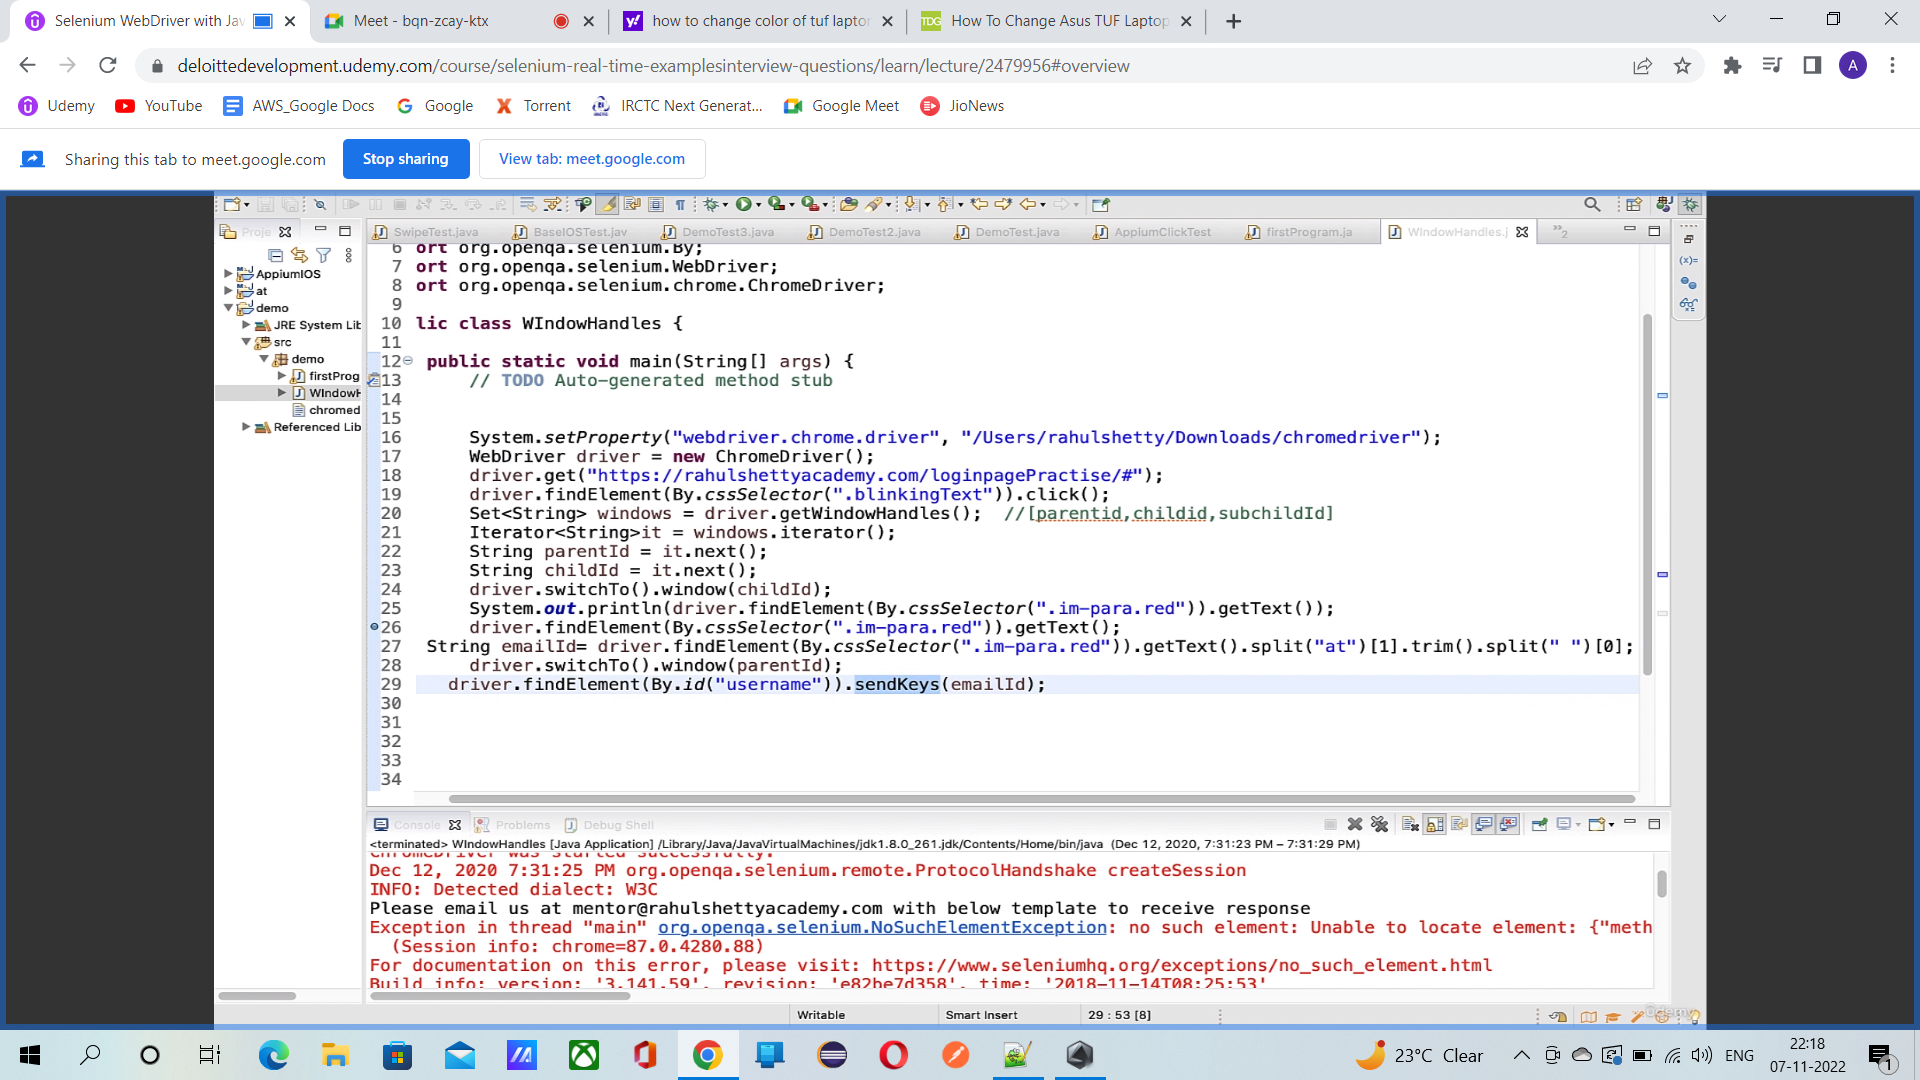 Selenium WebDriver with Jav
Meet - bqn-zcay-ktx
how to change color of tuf laptop
How To Change Asus TUF Laptop
deloittedevelopment.udemy.com/course/selenium-real-time-examplesinterview-questions/learn/lecture/2479956#overview
A
Udemy
YouTube
AWS_Google Docs
Google
Torrent
IRCTC Next Generat...
Google Meet
JioNews
Sharing this tab to meet.google.com
Stop sharing
View tab: meet.google.com
Proje
SwipeTest.java
BaseIOSTest.jav
DemoTest3.java
DemoTest2.java
DemoTest.java
AppiumClickTest
firstProgram.ja
WIndowHandles.j
»2
AppiumIOS
at
demo
JRE System Lib
src
demo
firstProg
WIndowH
chromed
Referenced Lib
6 ort org.openqa.selenium.By;
7 ort org.openqa.selenium.WebDriver;
8 ort org.openqa.selenium.chrome.ChromeDriver;
9
10 lic class WIndowHandles {
11
12 public static void main(String[] args) {
13 // TODO Auto-generated method stub
14
15
16 System.setProperty("webdriver.chrome.driver", "/Users/rahulshetty/Downloads/chromedriver");
17 WebDriver driver = new ChromeDriver();
18 driver.get("https://rahulshettyacademy.com/loginpagePractise/#");
19 driver.findElement(By.cssSelector(".blinkingText")).click();
20 Set<String> windows = driver.getWindowHandles(); //[parentid,childid,subchildId]
21 Iterator<String>it = windows.iterator();
22 String parentId = it.next();
23 String childId = it.next();
24 driver.switchTo().window(childId);
25 System.out.println(driver.findElement(By.cssSelector(".im-para.red")).getText());
26 driver.findElement(By.cssSelector(".im-para.red")).getText();
27 String emailId= driver.findElement(By.cssSelector(".im-para.red")).getText().split("at")[1].trim().split(" ")[0];
28 driver.switchTo().window(parentId);
29 driver.findElement(By.id("username")).sendKeys(emailId);
30
31
32
33
34
Console
Problems
Debug Shell
<terminated> WIndowHandles [Java Application] /Library/Java/JavaVirtualMachines/jdk1.8.0_261.jdk/Contents/Home/bin/java (Dec 12, 2020, 7:31:23 PM – 7:31:29 PM)
ChromeDriver was started successfully.
Dec 12, 2020 7:31:25 PM org.openqa.selenium.remote.ProtocolHandshake createSession
INFO: Detected dialect: W3C
Please email us at mentor@rahulshettyacademy.com with below template to receive response
Exception in thread "main" org.openqa.selenium.NoSuchElementException: no such element: Unable to locate element: {"meth
(Session info: chrome=87.0.4280.88)
For documentation on this error, please visit: https://www.seleniumhq.org/exceptions/no_such_element.html
Build info: version: '3.141.59', revision: 'e82be7d358', time: '2018-11-14T08:25:53'
Writable
Smart Insert
29 : 53 [8]
Udemy
23°C Clear
ENG
22:18
07-11-2022
1